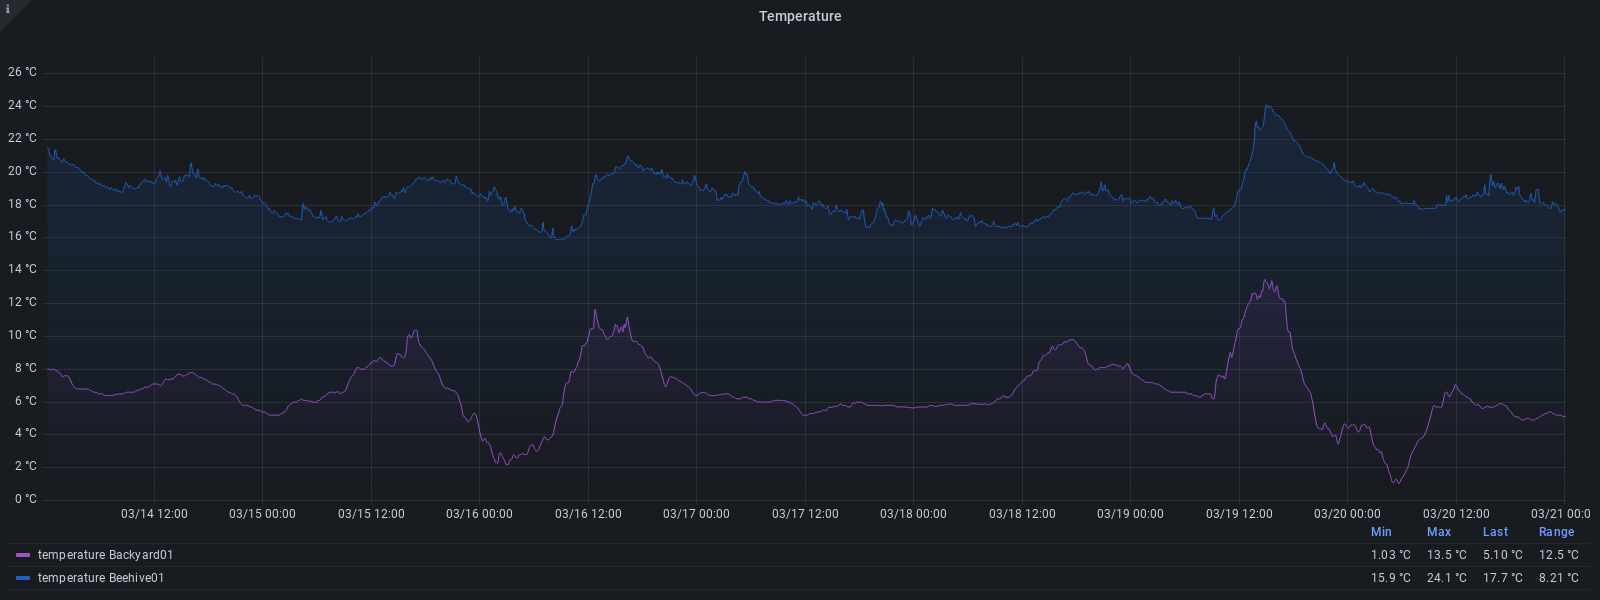 i
Temperature
26 °C
24 °C
22 °C
20 °C
18 °C
16 °C
14 °C
12 °C
10 °C
8 °C
6 °C
4 °C
2 °C
0 °C
03/14 12:00 03/15 00:00 03/15 12:00 03/16 00:00 03/16 12:00 03/17 00:00 03/17 12:00 03/18 00:00 03/18 12:00 03/19 00:00 03/19 12:00 03/20 00:00 03/20 12:00 03/21 00:0
Min Max Last Range
temperature Backyard01 1.03 °C 13.5 °C 5.10 °C 12.5 °C
temperature Beehive01 15.9 °C 24.1 °C 17.7 °C 8.21 °C